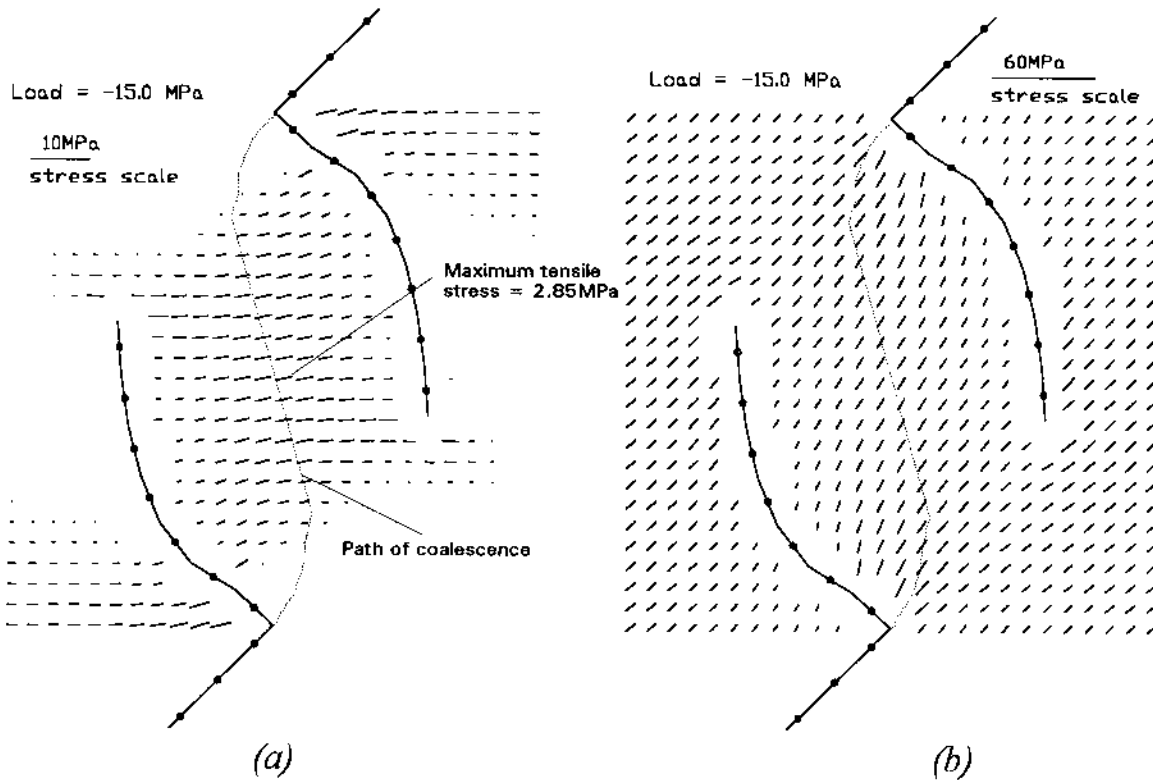 Load = -15.0 MPa
10MPa
stress scale
Maximum tensile
stress = 2.85MPa
Path of coalescence
(a)
Load = -15.0 MPa
60MPa
stress scale
(b)